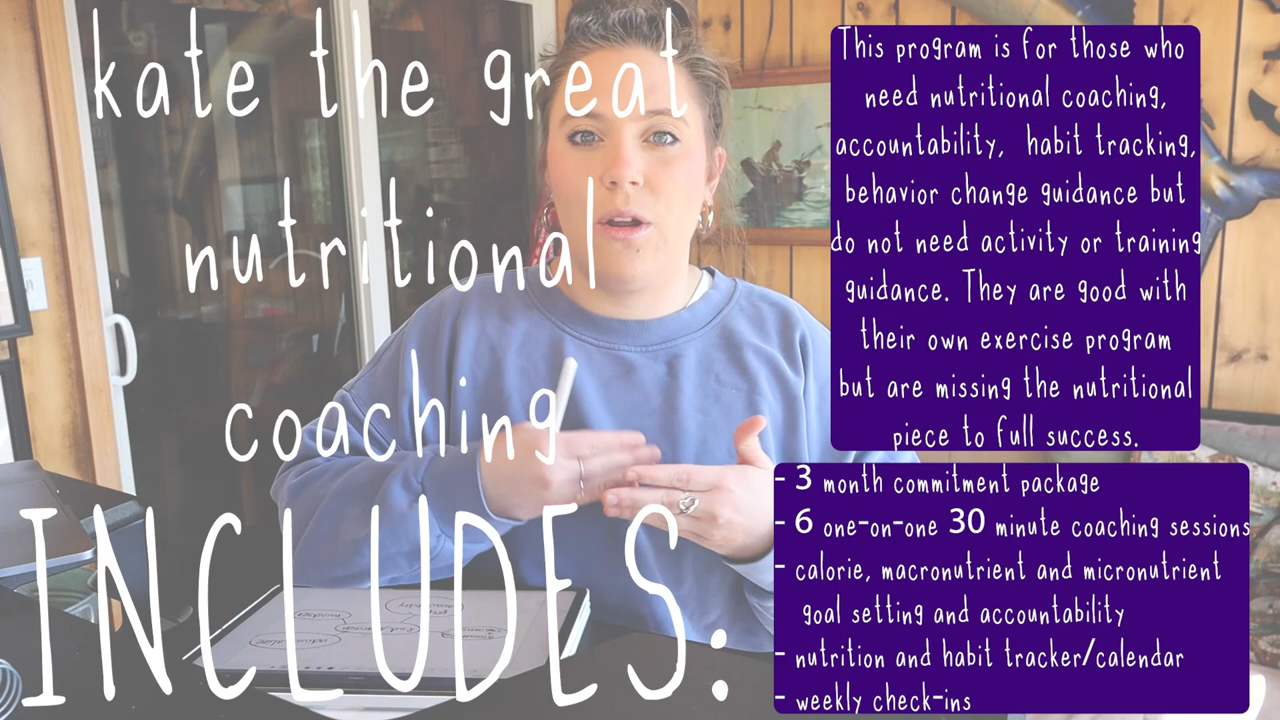 kate the great
nutritional
coaching
INCLUDES:
This program is for those who
need nutritional coaching,
accountability, habit tracking,
behavior change guidance but
do not need activity or training
guidance. They are good with
their own exercise program
but are missing the nutritional
piece to full success.
- 3 month commitment package
- 6 one-on-one 30 minute coaching sessions
- calorie, macronutrient and micronutrient
goal setting and accountability
- nutrition and habit tracker/calendar
- weekly check-ins